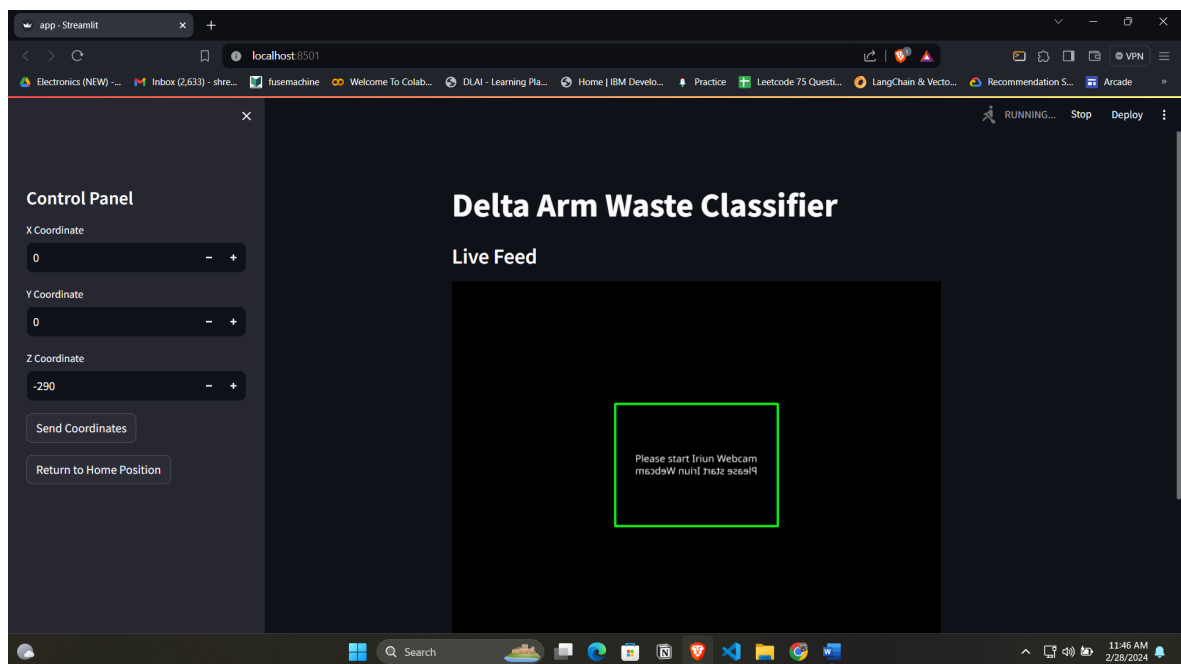 app · Streamlit
localhost:8501
VPN
Electronics (NEW) -...
Inbox (2,633) - shre...
fusemachine
Welcome To Colab...
DLAI - Learning Pla...
Home | IBM Develo...
Practice
Leetcode 75 Questi...
LangChain & Vecto...
Recommendation S...
Arcade
»
RUNNING...
Stop
Deploy
Control Panel
X Coordinate
0
Y Coordinate
0
Z Coordinate
-290
Send Coordinates
Return to Home Position
Delta Arm Waste Classifier
Live Feed
Please start Iriun Webcam
Please start Iriun Webcam
Search
11:46 AM
2/28/2024